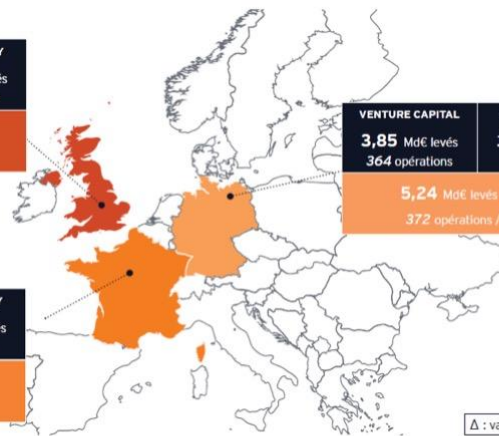 VENTURE CAPITAL
3,85 Md€ levés
364 opérations
5,24 Md€ levés
372 opérations /
Δ : va